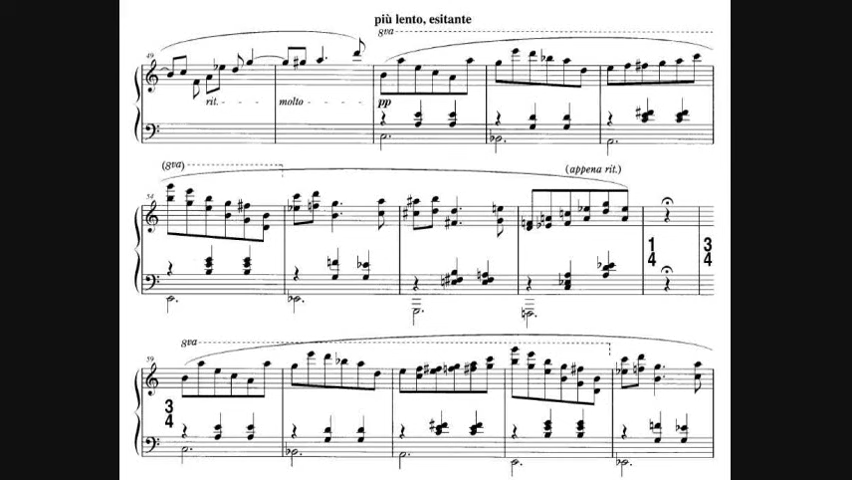 più lento, esitante
8va
49
rit.
molto
pp
(8va)
(appena rit.)
54
1
4
3
4
8va
59
3
4